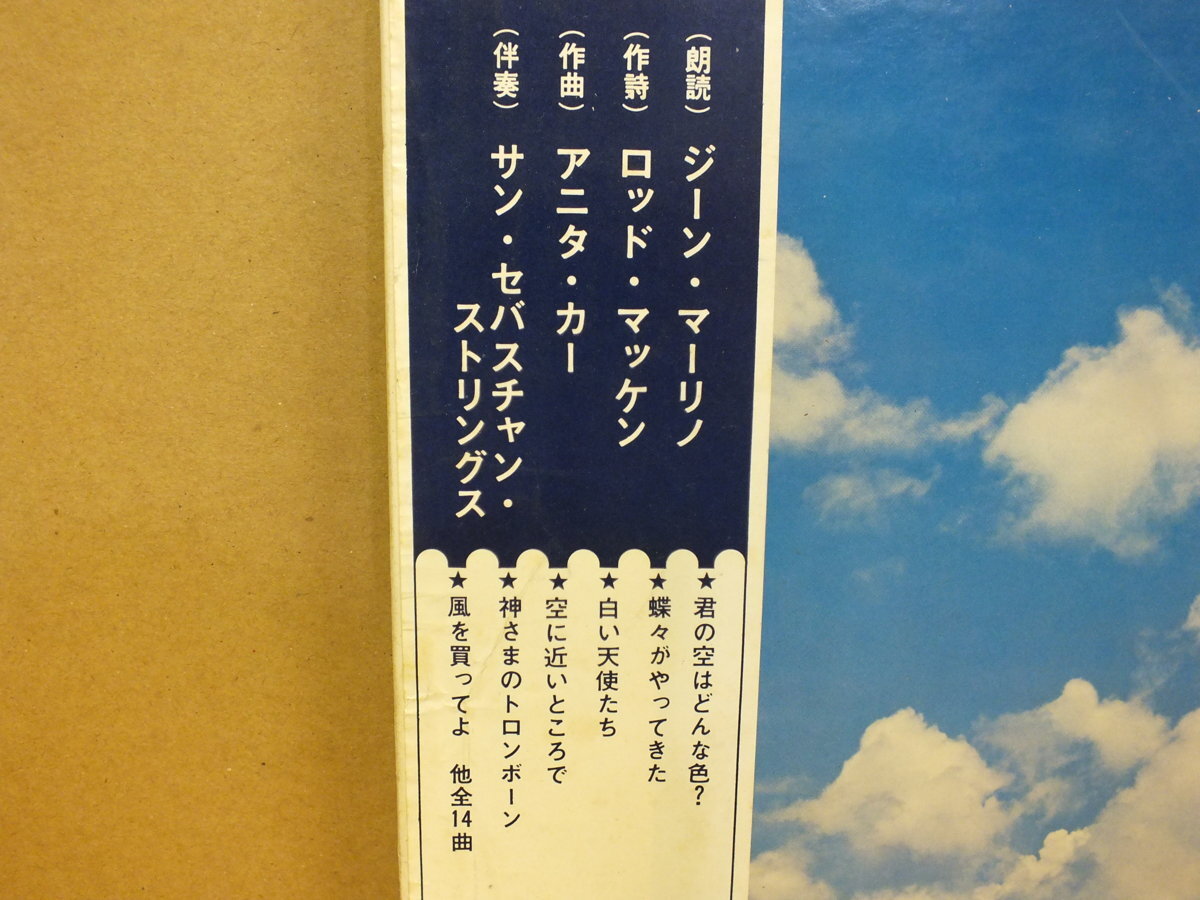 （朗読）ジーン・マーリノ
（作詩）ロッド・マッケン
（作曲）アニタ・カー
（伴奏）サン・セバスチャン・
ストリングス
★君の空はどんな色？
★蝶々がやってきた
★白い天使たち
★空に近いところで
★神さまのトロンボーン
★風を買ってよ　他全14曲